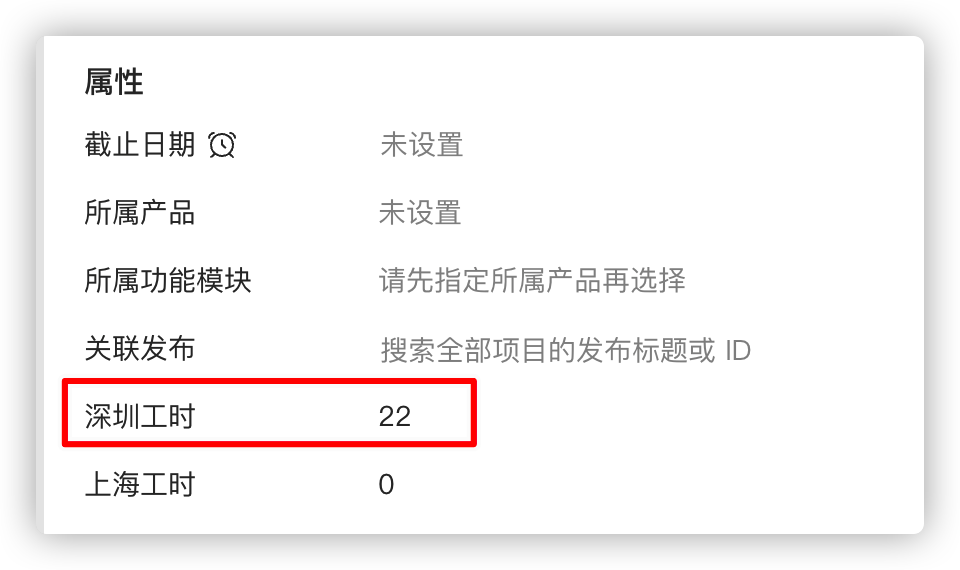 属性
截止日期 未设置
所属产品 未设置
所属功能模块 请先指定所属产品再选择
关联发布 搜索全部项目的发布标题或 ID
深圳工时 22
上海工时 0